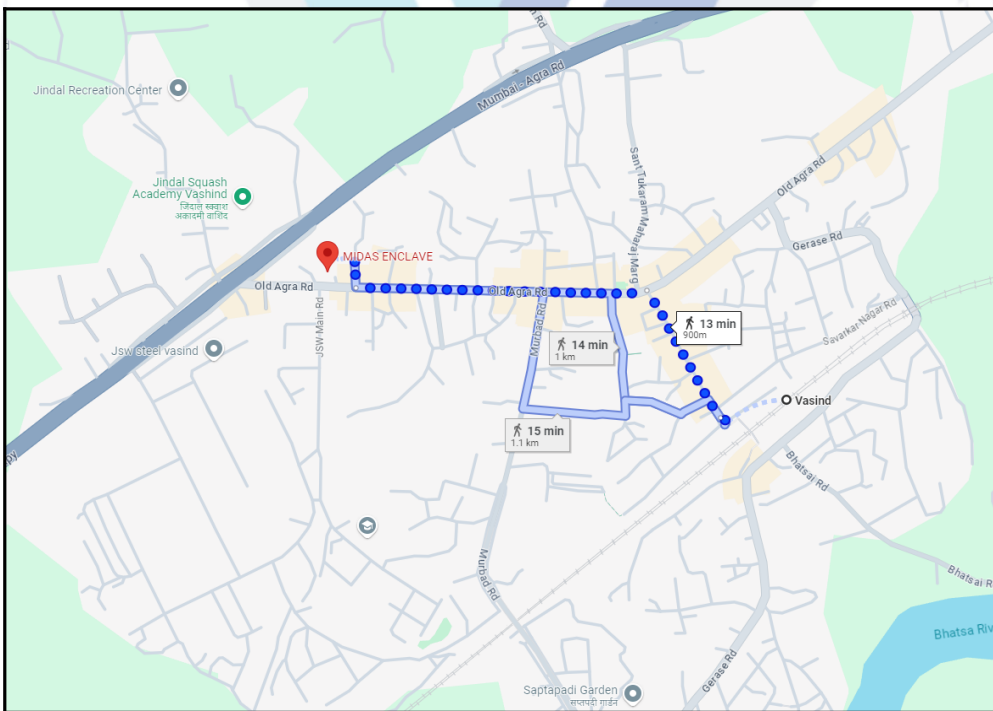 Mumbai - Agra Rd
Jindal Recreation Center
Jindal Squash
Academy Vashind
जिंदाल स्क्वाश
अकादमी वाशिंद
Sant Tukaram Maharaj Marg
Old Agra Rd
Gerase Rd
MIDAS ENCLAVE
Old Agra Rd
Old Agra Rd
Savarkar Nagar Rd
JSW Main Rd
Murbad Rd
13 min
900m
14 min
1 km
Jsw steel vasind
Vasind
15 min
1.1 km
Bhatsai Rd
Murbad Rd
Bhatsai R
Bhatsa Riv
Gerase Rd
Saptapadi Garden
सप्तपदी गार्डन